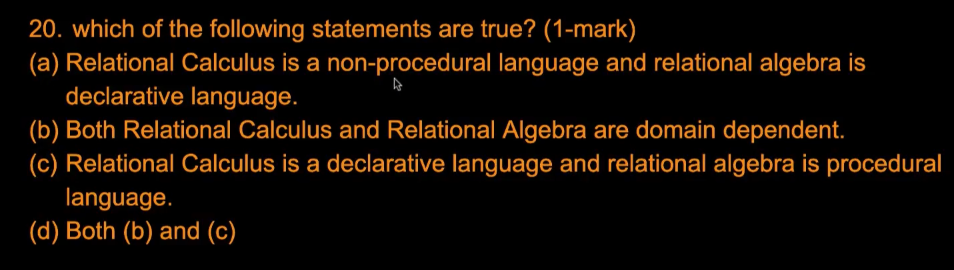 20. which of the following statements are true? (1-mark)
(a) Relational Calculus is a non-procedural language and relational algebra is
declarative language.
(b) Both Relational Calculus and Relational Algebra are domain dependent.
(c) Relational Calculus is a declarative language and relational algebra is procedural
language.
(d) Both (b) and (c)